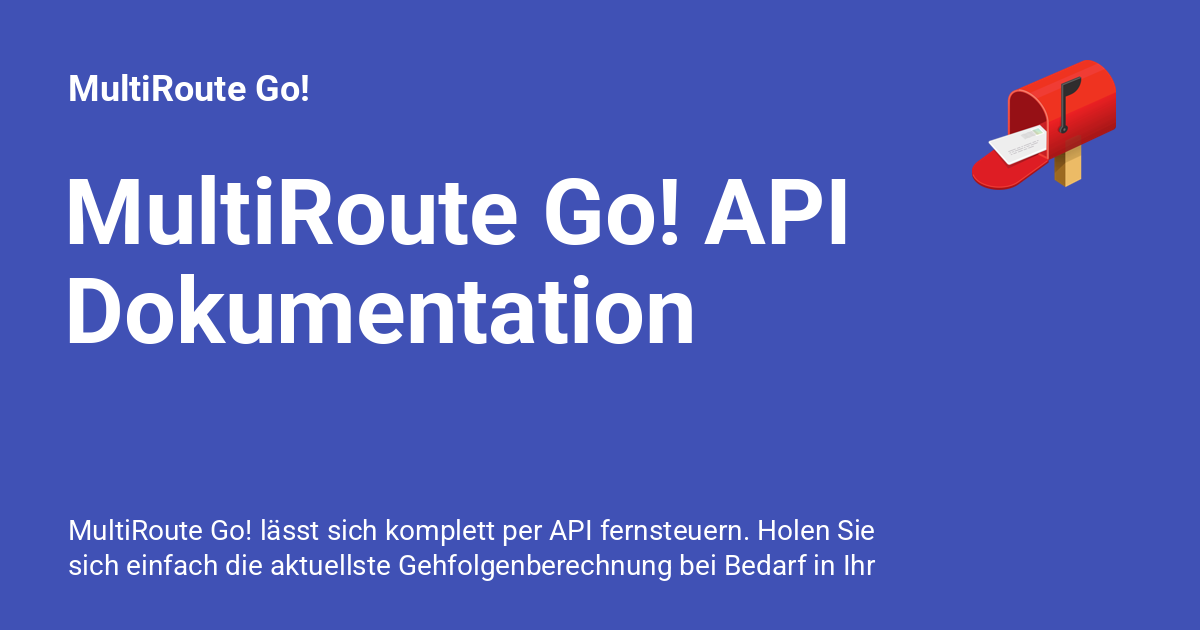 MultiRoute Go!
MultiRoute Go! API
Dokumentation
MultiRoute Go! lässt sich komplett per API fernsteuern. Holen Sie
sich einfach die aktuellste Gehfolgenberechnung bei Bedarf in Ihr